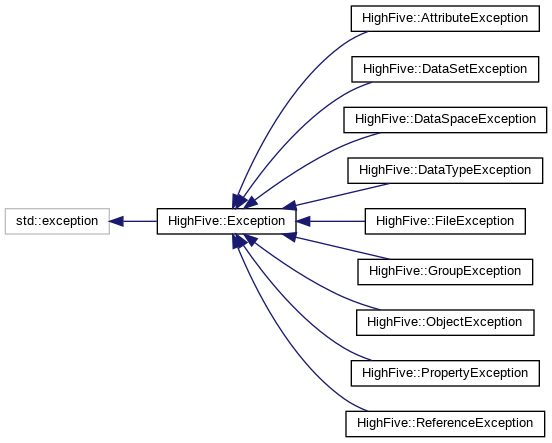 HighFive::AttributeException
HighFive::DataSetException
HighFive::DataSpaceException
HighFive::DataTypeException
std::exception
HighFive::Exception
HighFive::FileException
HighFive::GroupException
HighFive::ObjectException
HighFive::PropertyException
HighFive::ReferenceException